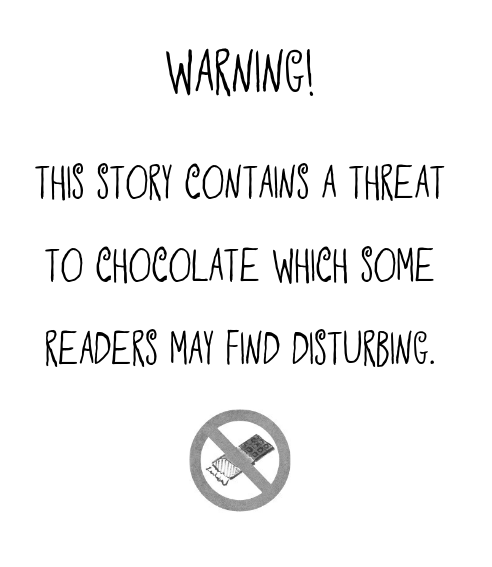 WARNING!
THIS STORY CONTAINS A THREAT
TO CHOCOLATE WHICH SOME
READERS MAY FIND DISTURBING.